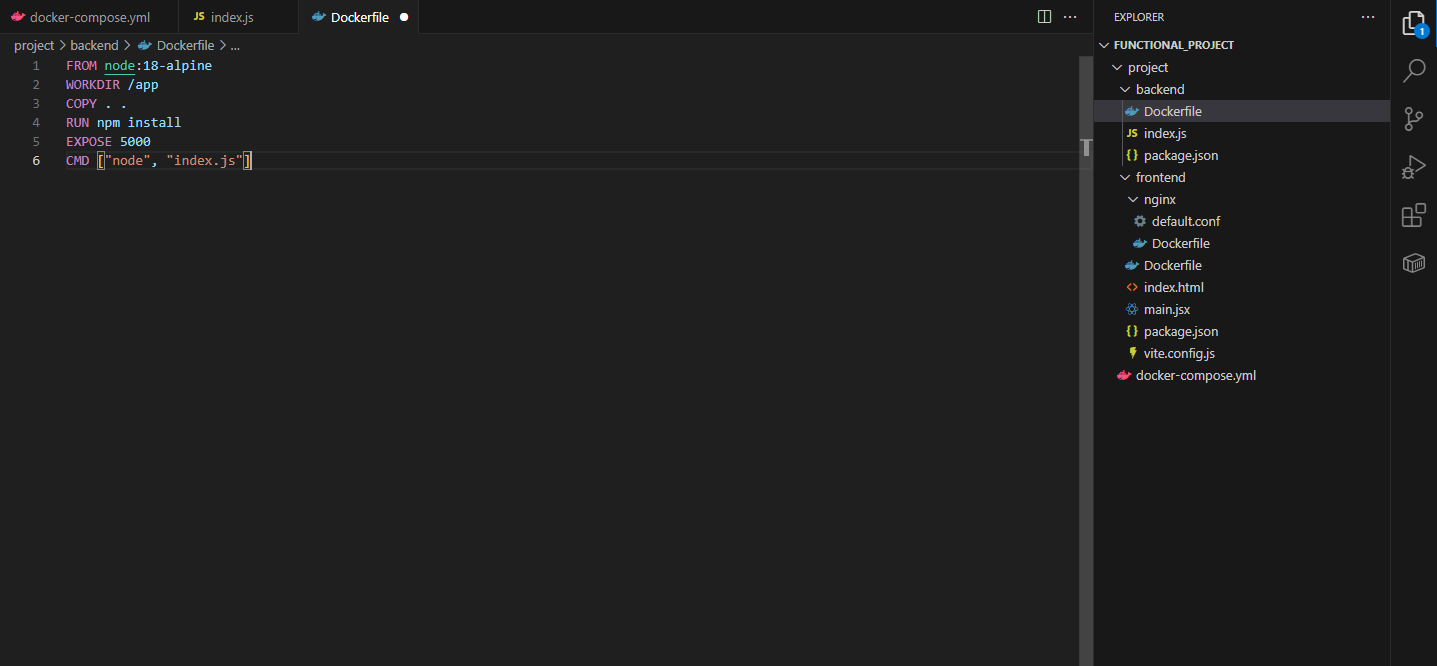 docker-compose.yml JS index.js Dockerfile ...
project > backend > Dockerfile > ...
1 FROM node:18-alpine
2 WORKDIR /app
3 COPY . .
4 RUN npm install
5 EXPOSE 5000
6 CMD ["node", "index.js"]
EXPLORER ...
1
FUNCTIONAL_PROJECT
project
backend
Dockerfile
JS index.js
{} package.json
frontend
nginx
default.conf
Dockerfile
Dockerfile
<> index.html
main.jsx
{} package.json
vite.config.js
docker-compose.yml